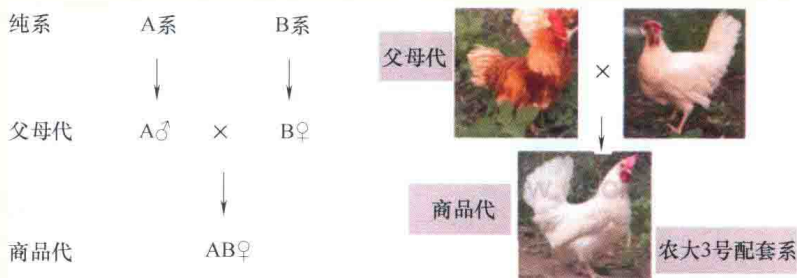 纯系 A系 B系
父母代 A♂ × B♀
商品代 AB♀
父母代 ×
商品代
农大3号配套系